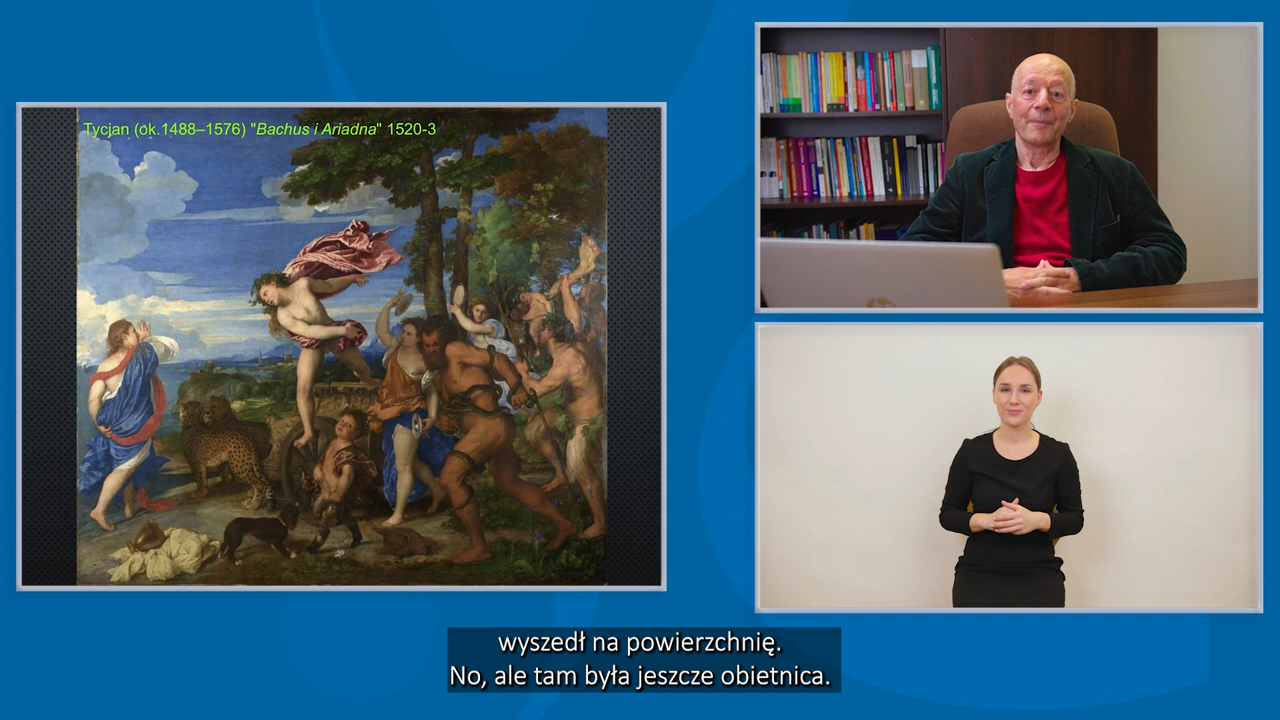 Tycjan (ok.1488–1576) "Bachus i Ariadna" 1520-3
wyszedł na powierzchnię.
No, ale tam była jeszcze obietnica.